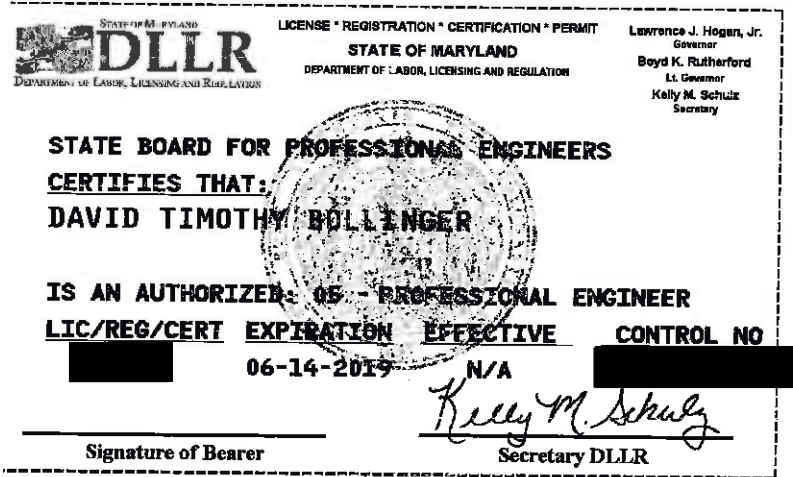 STATE OF MARYLAND
DLLR
DEPARTMENT OF LABOR, LICENSING AND REGULATION
LICENSE * REGISTRATION * CERTIFICATION * PERMIT
STATE OF MARYLAND
DEPARTMENT OF LABOR, LICENSING AND REGULATION
Lawrence J. Hogan, Jr.
Governor
Boyd K. Rutherford
Lt. Governor
Kelly M. Schulz
Secretary
STATE BOARD FOR PROFESSIONAL ENGINEERS
CERTIFIES THAT:
DAVID TIMOTHY BOLLINGER
IS AN AUTHORIZED: 05 - PROFESSIONAL ENGINEER
LIC/REG/CERT EXPIRATION EFFECTIVE CONTROL NO
06-14-2019 N/A
Kelly M. Schulz
Signature of Bearer Secretary DLLR